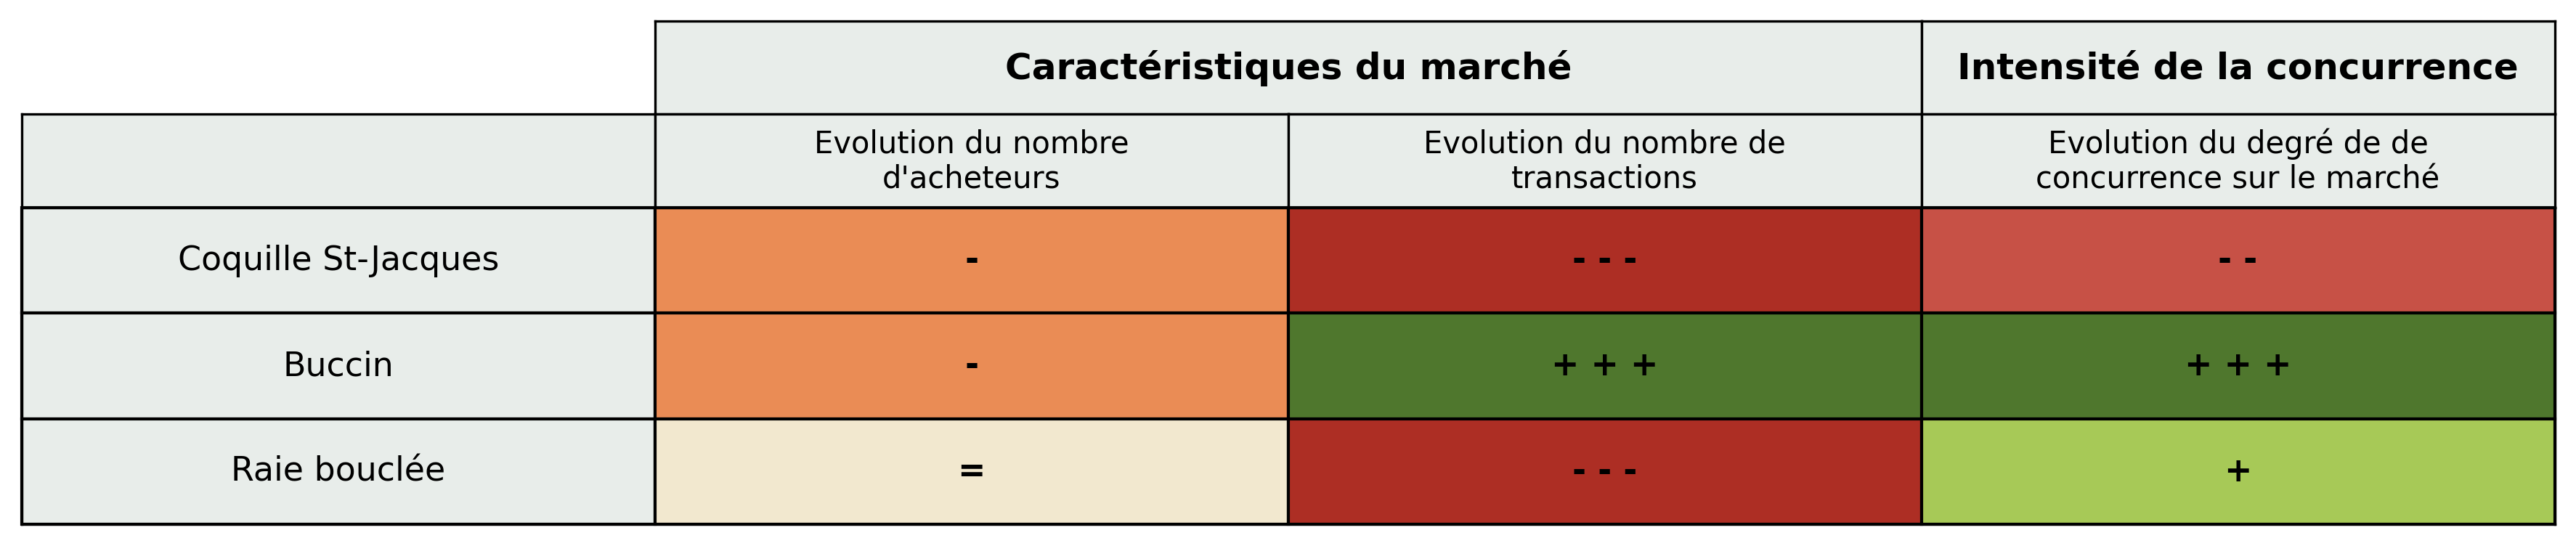 Caractéristiques du marché
Intensité de la concurrence
Evolution du nombre
d'acheteurs
Evolution du nombre de
transactions
Evolution du degré de de
concurrence sur le marché
Coquille St-Jacques
-
- - -
- -
Buccin
-
+ + +
+ + +
Raie bouclée
=
- - -
+